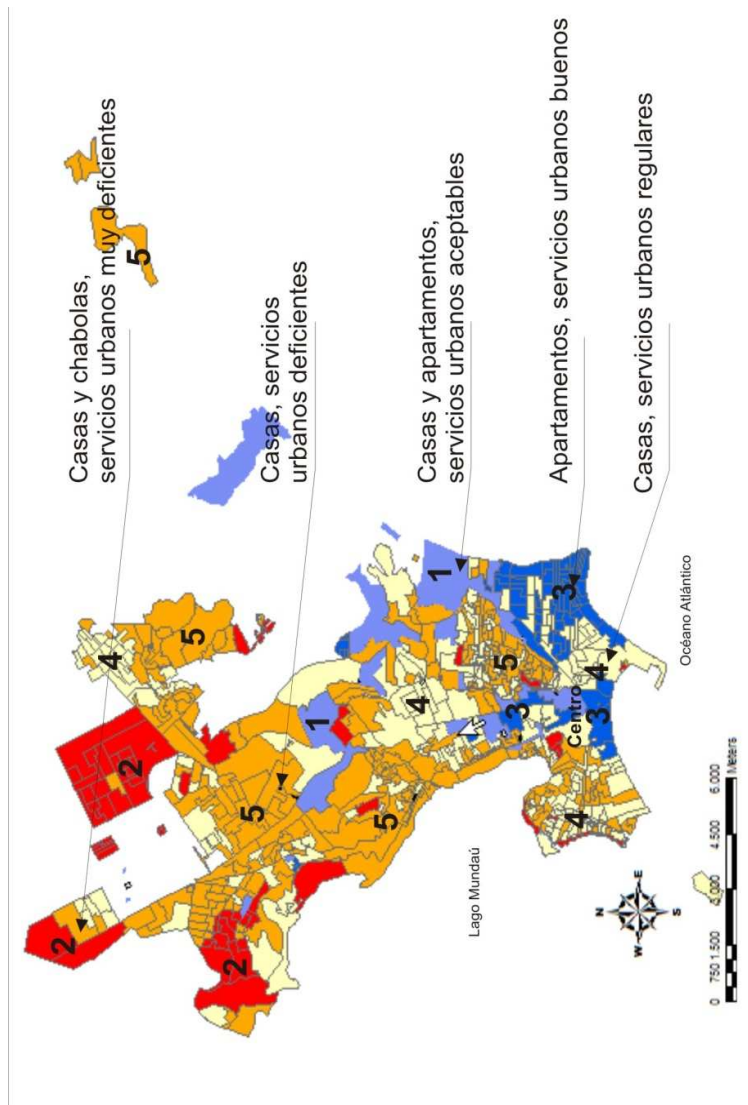 Casas y chabolas,
servicios urbanos muy deficientes
Casas, servicios
urbanos deficientes
Casas y apartamentos,
servicios urbanos aceptables
Apartamentos, servicios urbanos buenos
Casas, servicios urbanos regulares
5
4
5
2
2
2
5
1
5
4
1
5
3
3
3
4
4
Centro
Océano Atlántico
Lago Mundaú
N
W
E
S
0 750 1.500 3.000 4.500 6.000
Meters